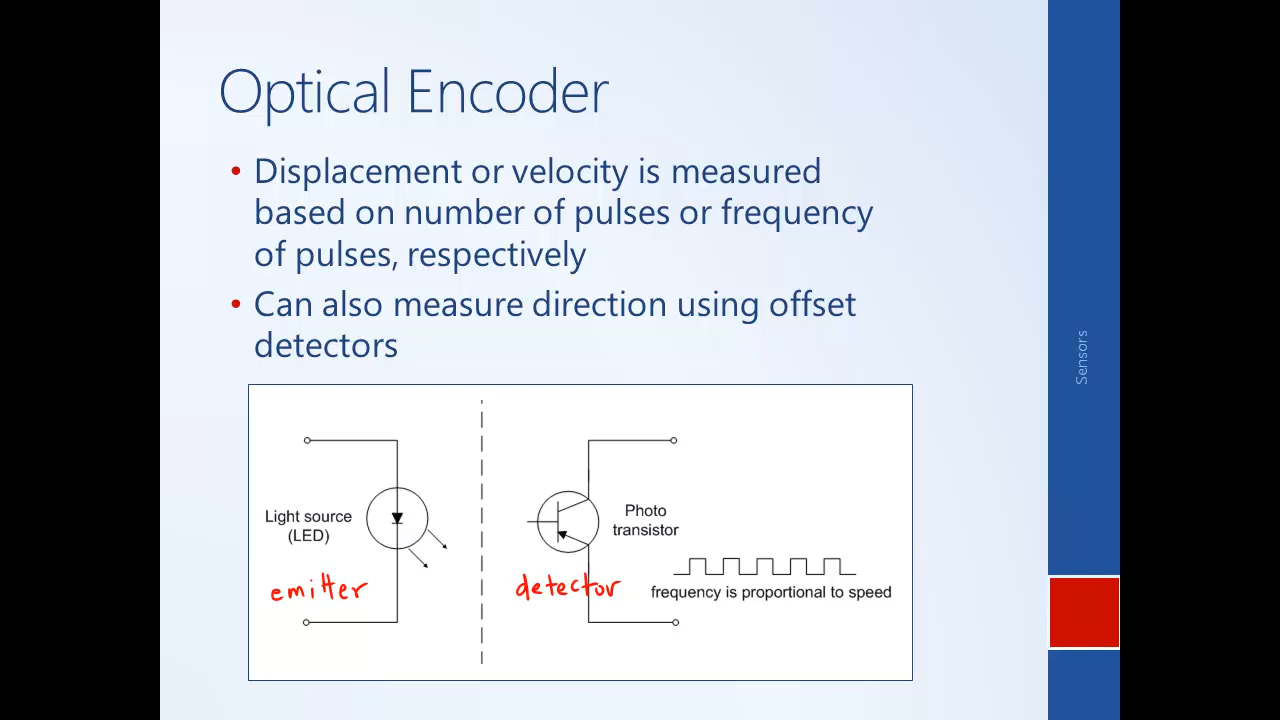 Optical Encoder
• Displacement or velocity is measured
based on number of pulses or frequency
of pulses, respectively
• Can also measure direction using offset
detectors
Sensors
Light source
(LED)
emitter
Photo
transistor
detector
frequency is proportional to speed